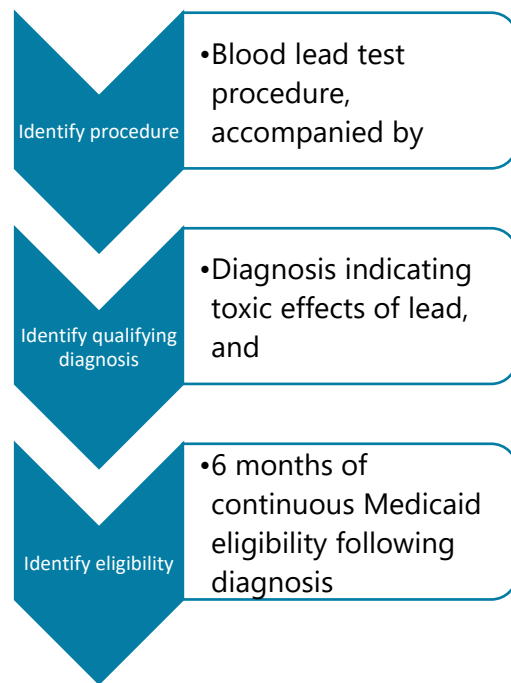 Identify procedure
•Blood lead test
procedure,
accompanied by
Identify qualifying
diagnosis
•Diagnosis indicating
toxic effects of lead,
and
Identify eligibility
•6 months of
continuous Medicaid
eligibility following
diagnosis